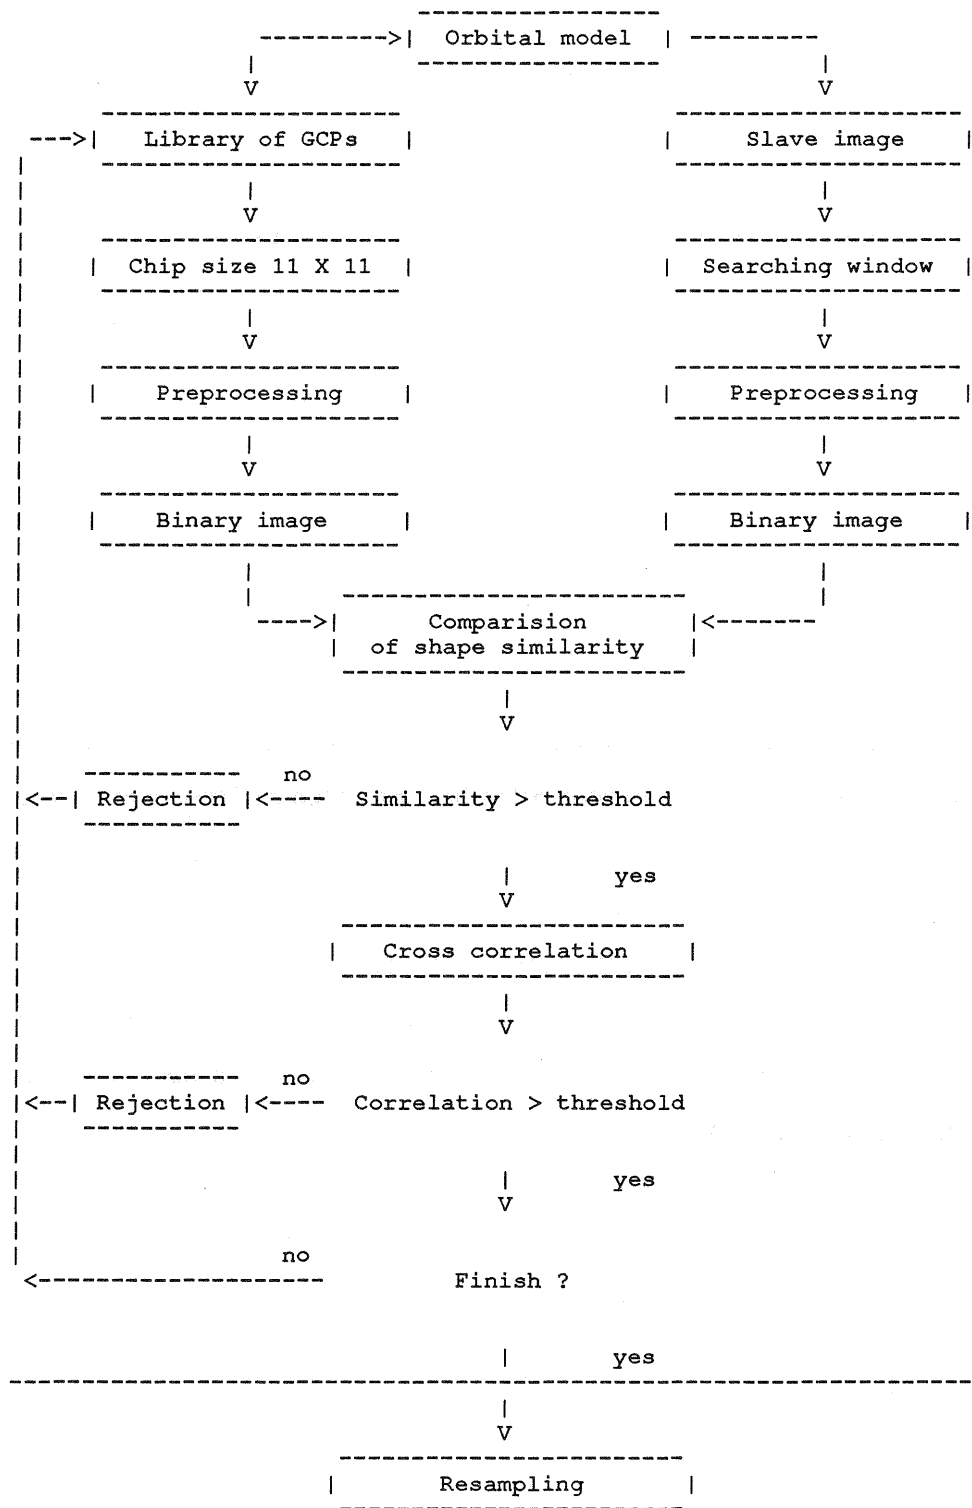 Orbital model
Library of GCPs
Slave image
Chip size 11 X 11
Searching window
Preprocessing
Preprocessing
Binary image
Binary image
Comparision
of shape similarity
no
Rejection
Similarity > threshold
yes
Cross correlation
no
Rejection
Correlation > threshold
yes
no
Finish ?
yes
Resampling